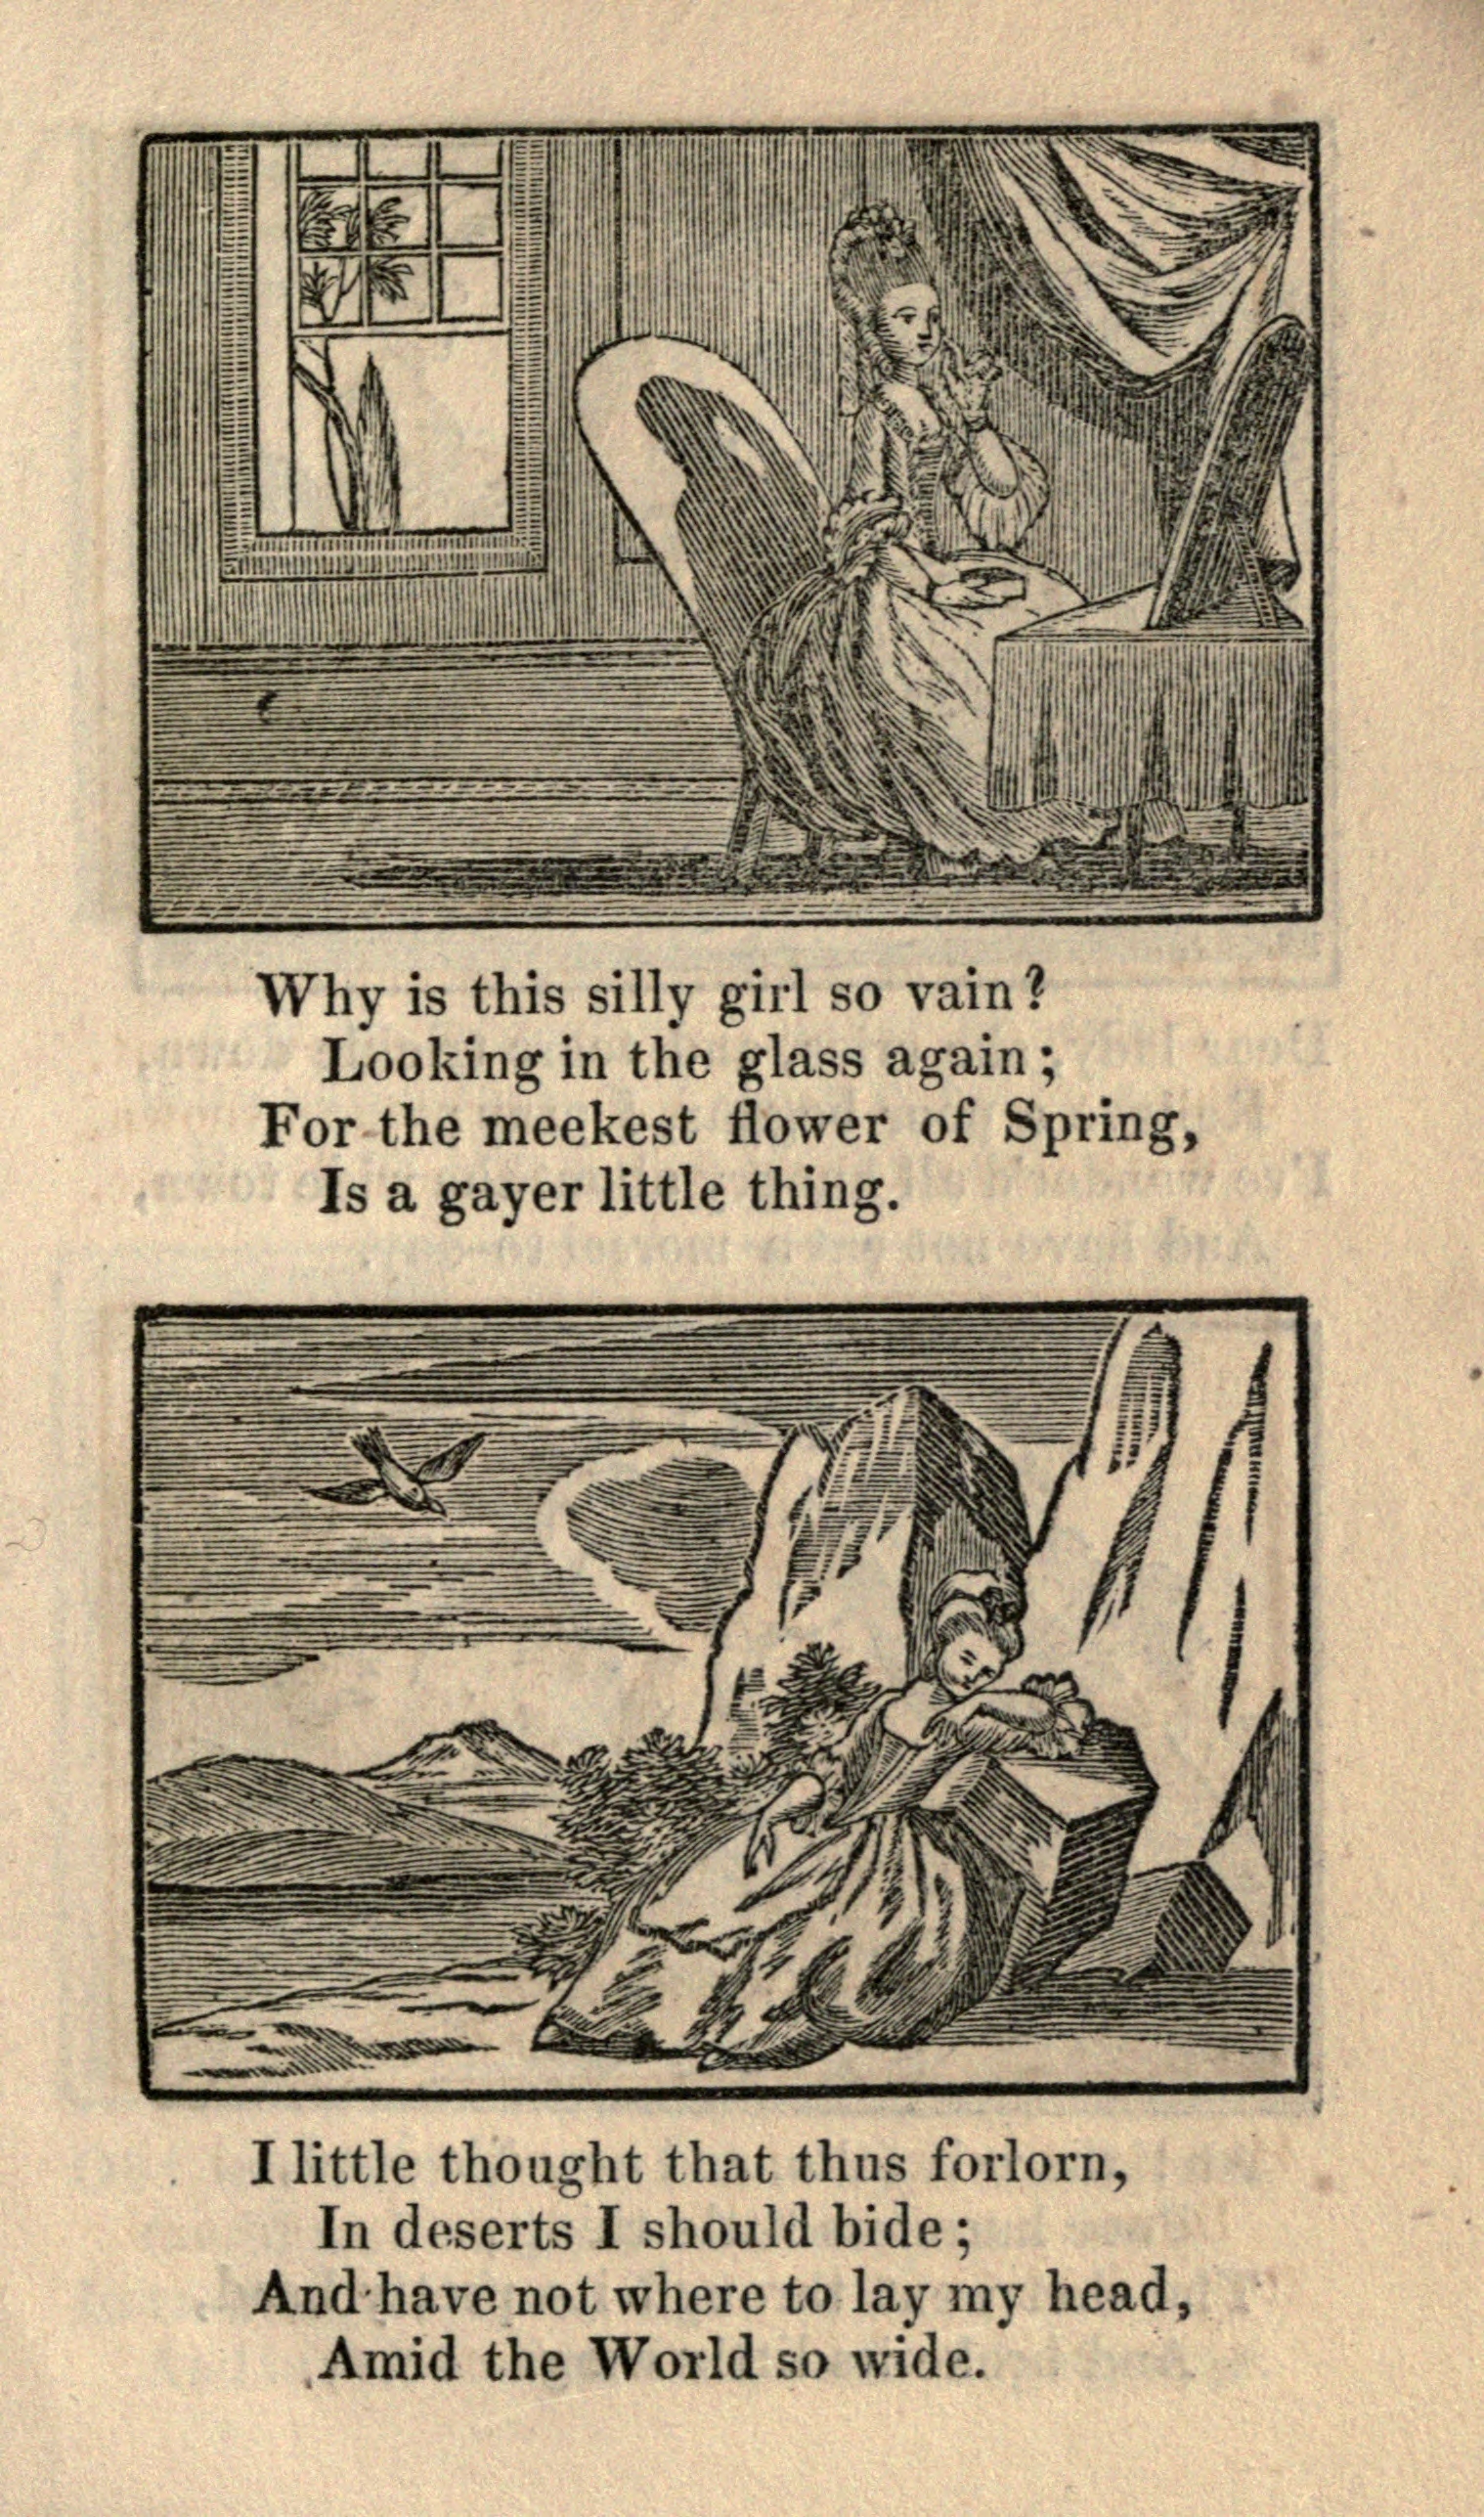 Why is this silly girl so vain?
Looking in the glass again;
For the meekest flower of Spring,
Is a gayer little thing.
I little thought that thus forlorn,
In deserts I should bide;
And have not where to lay my head,
Amid the World so wide.